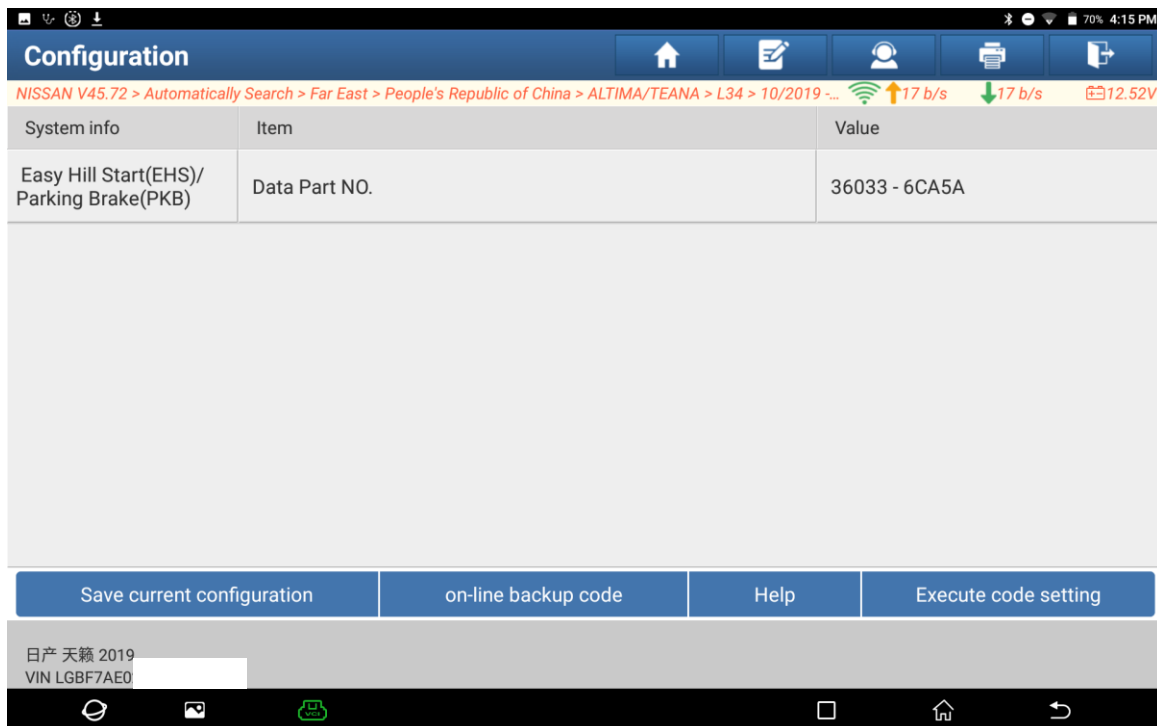 70% 4:15 PM
Configuration
NISSAN V45.72 > Automatically Search > Far East > People's Republic of China > ALTIMA/TEANA > L34 > 10/2019 -... 17 b/s 17 b/s 12.52V
System info Item Value
Easy Hill Start(EHS)/
Parking Brake(PKB)
Data Part NO.
36033 - 6CA5A
Save current configuration on-line backup code Help Execute code setting
日产 天籁 2019
VIN LGBF7AE0
VCI